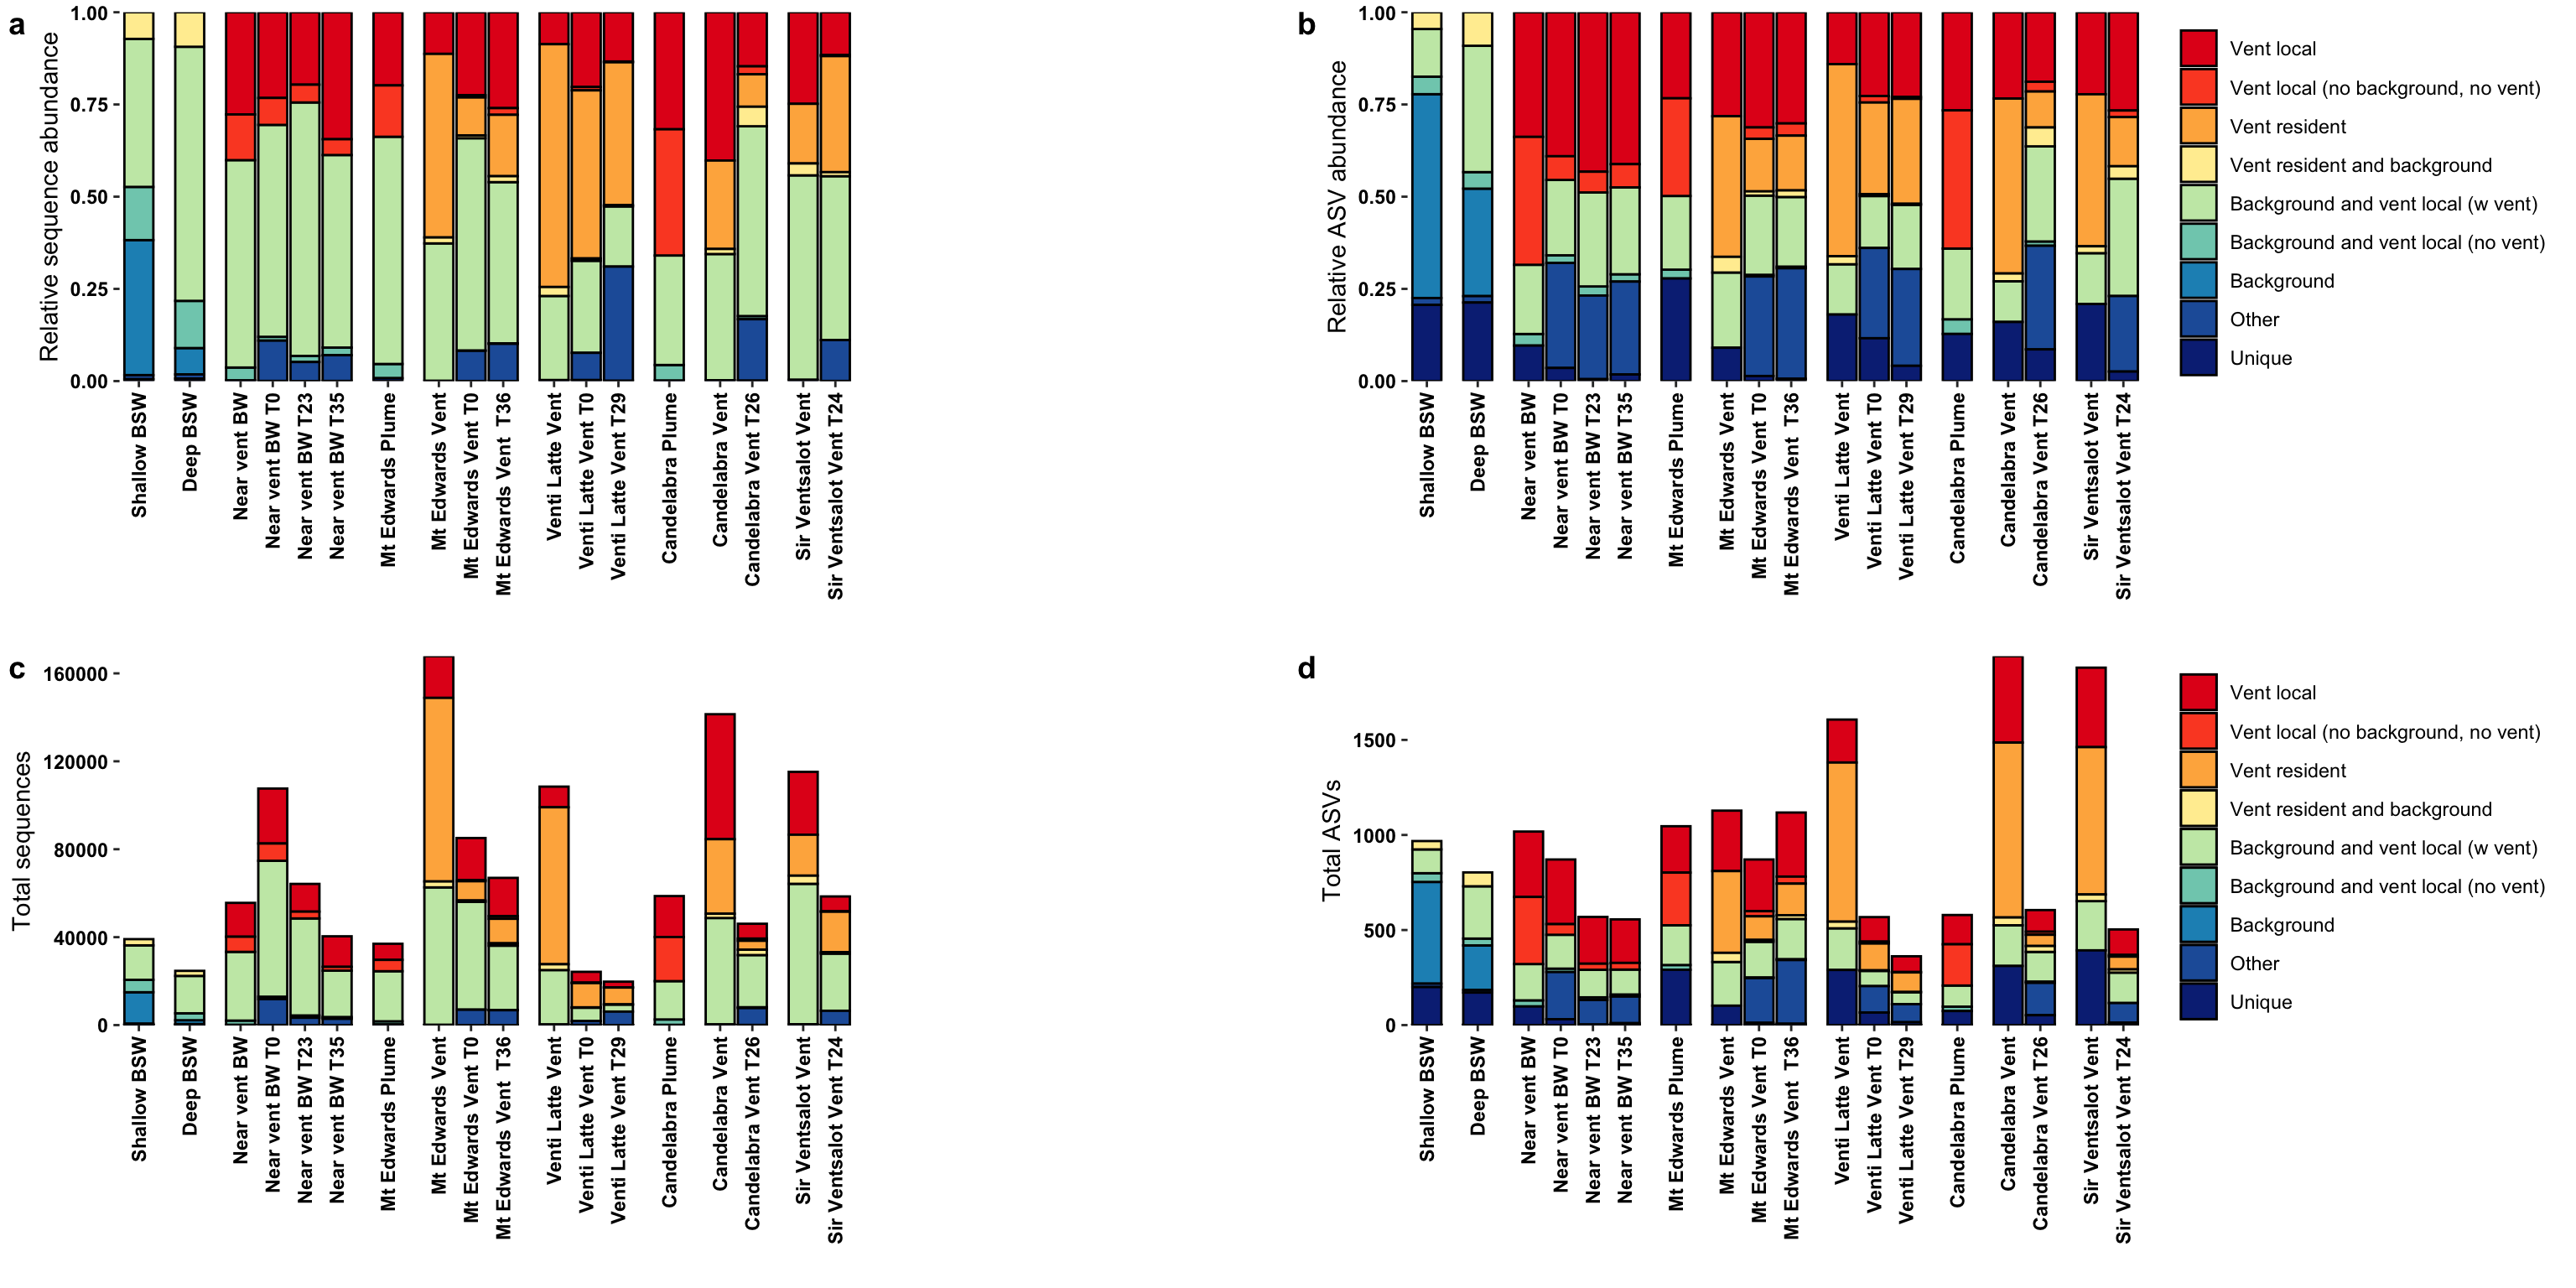 a
Relative sequence abundance
1.00
0.75
0.50
0.25
0.00
Shallow BSW
Deep BSW
Near vent BW
Near vent BW T0
Near vent BW T23
Near vent BW T35
Mt Edwards Plume
Mt Edwards Vent
Mt Edwards Vent T0
Mt Edwards Vent  T36
Venti Latte Vent
Venti Latte Vent T0
Venti Latte Vent T29
Candelabra Plume
Candelabra Vent
Candelabra Vent T26
Sir Ventsalot Vent
Sir Ventsalot Vent T24
b
Relative ASV abundance
1.00
0.75
0.50
0.25
0.00
Shallow BSW
Deep BSW
Near vent BW
Near vent BW T0
Near vent BW T23
Near vent BW T35
Mt Edwards Plume
Mt Edwards Vent
Mt Edwards Vent T0
Mt Edwards Vent  T36
Venti Latte Vent
Venti Latte Vent T0
Venti Latte Vent T29
Candelabra Plume
Candelabra Vent
Candelabra Vent T26
Sir Ventsalot Vent
Sir Ventsalot Vent T24
Vent local
Vent local (no background, no vent)
Vent resident
Vent resident and background
Background and vent local (w vent)
Background and vent local (no vent)
Background
Other
Unique
c
Total sequences
160000
120000
80000
40000
0
Shallow BSW
Deep BSW
Near vent BW
Near vent BW T0
Near vent BW T23
Near vent BW T35
Mt Edwards Plume
Mt Edwards Vent
Mt Edwards Vent T0
Mt Edwards Vent  T36
Venti Latte Vent
Venti Latte Vent T0
Venti Latte Vent T29
Candelabra Plume
Candelabra Vent
Candelabra Vent T26
Sir Ventsalot Vent
Sir Ventsalot Vent T24
d
Total ASVs
1500
1000
500
0
Shallow BSW
Deep BSW
Near vent BW
Near vent BW T0
Near vent BW T23
Near vent BW T35
Mt Edwards Plume
Mt Edwards Vent
Mt Edwards Vent T0
Mt Edwards Vent  T36
Venti Latte Vent
Venti Latte Vent T0
Venti Latte Vent T29
Candelabra Plume
Candelabra Vent
Candelabra Vent T26
Sir Ventsalot Vent
Sir Ventsalot Vent T24
Vent local
Vent local (no background, no vent)
Vent resident
Vent resident and background
Background and vent local (w vent)
Background and vent local (no vent)
Background
Other
Unique